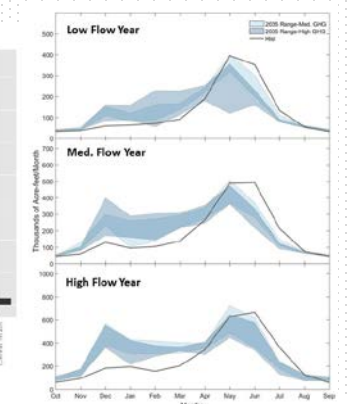 Low Flow Year
2035 Range-Med. GHG
2035 Range-High GHG
Hist
500
400
300
200
100
0
Med. Flow Year
700
600
500
400
300
200
100
0
High Flow Year
1000
800
600
400
200
0
Thousands of Acre-feet/Month
Oct Nov Dec Jan Feb Mar Apr May Jun Jul Aug Sep